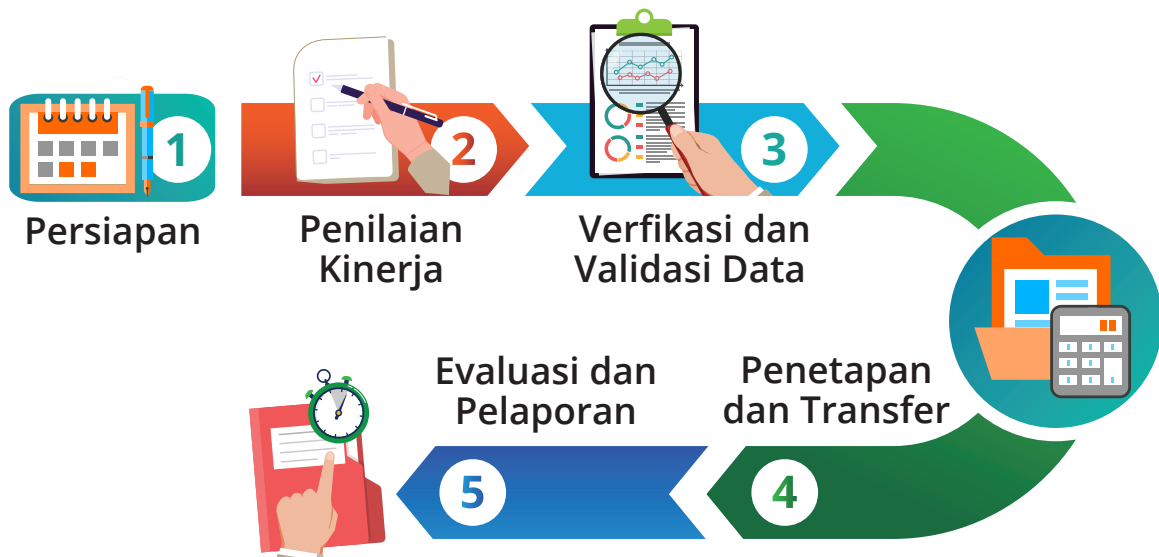 1
Persiapan
2
Penilaian
Kinerja
3
Verfikasi dan
Validasi Data
Penetapan
dan Transfer
4
Evaluasi dan
Pelaporan
5